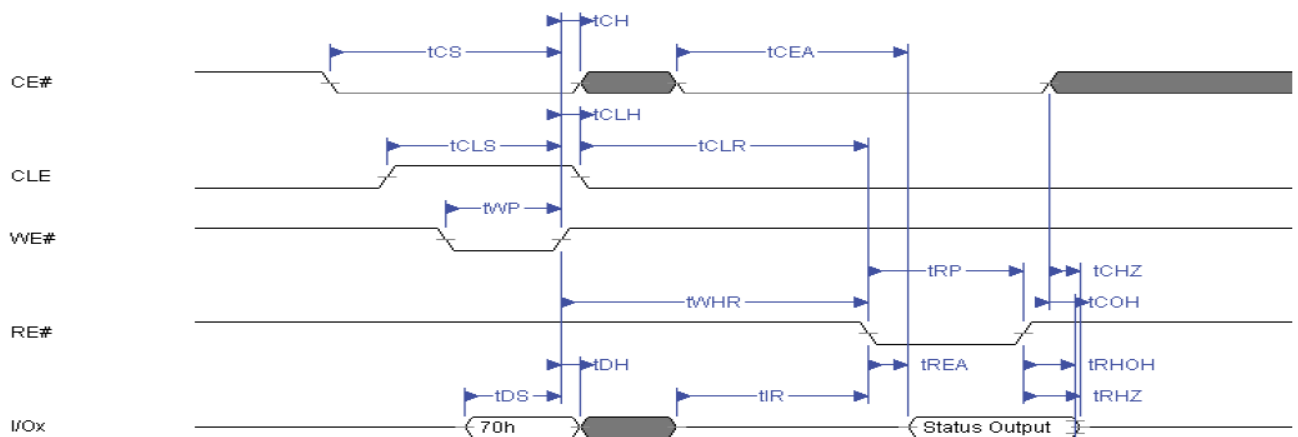 tCH
tCS
tCEA
CE#
tCLH
tCLS
tCLR
CLE
tWP
WE#
tRP
tCHZ
tWHR
tCOH
RE#
tDH
tREA
tRHOH
tDS
tIR
tRHZ
I/Ox
70h
Status Output